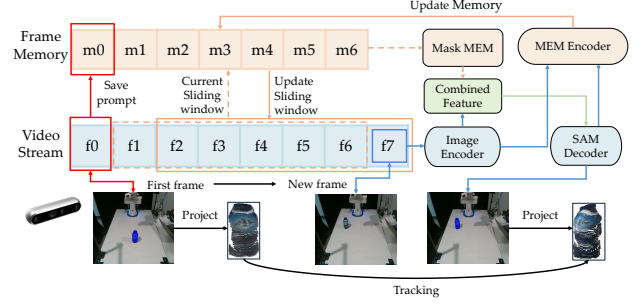 Update Memory
Frame
Memory
m0 m1 m2 m3 m4 m5 m6
Mask MEM
MEM Encoder
Save
prompt
Current
Sliding
window
Update
Sliding
window
Combined
Feature
Video
Stream
f0 f1 f2 f3 f4 f5 f6 f7
Image
Encoder
SAM
Decoder
First frame
New frame
Project
Project
Tracking